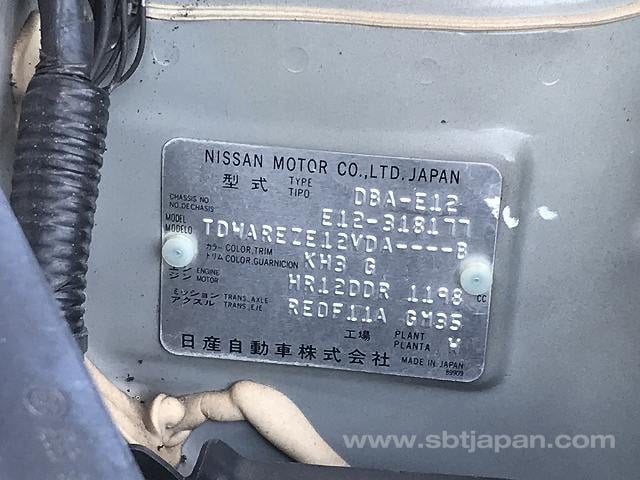 NISSAN MOTOR CO.,LTD. JAPAN
型式 TYPE TIPO DBA-E12
CHASSIS NO. NO. DE CHASIS E12-318177
MODEL MODELO TDWAREZE12VDA----B
カラー COLOR, TRIM トリム COLOR, GUARNICION KH3 G
エンジン ENGINE MOTOR HR12DDR 1198 CC
ミッション TRANS. AXLE アクスル TRANS. EJE REOF11A GM35
工場 PLANT PLANTA W
日産自動車株式会社 MADE IN JAPAN
89909
www.sbtjapan.com